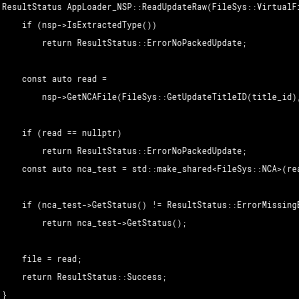 ResultStatus AppLoader_NSP::ReadUpdateRaw(FileSys::VirtualFi
if (nsp->IsExtractedType())
return ResultStatus::ErrorNoPackedUpdate;
const auto read =
nsp->GetNCAFile(FileSys::GetUpdateTitleID(title_id),
if (read == nullptr)
return ResultStatus::ErrorNoPackedUpdate;
const auto nca_test = std::make_shared<FileSys::NCA>(rea
if (nca_test->GetStatus() != ResultStatus::ErrorMissingB
return nca_test->GetStatus();
file = read;
return ResultStatus::Success;
}